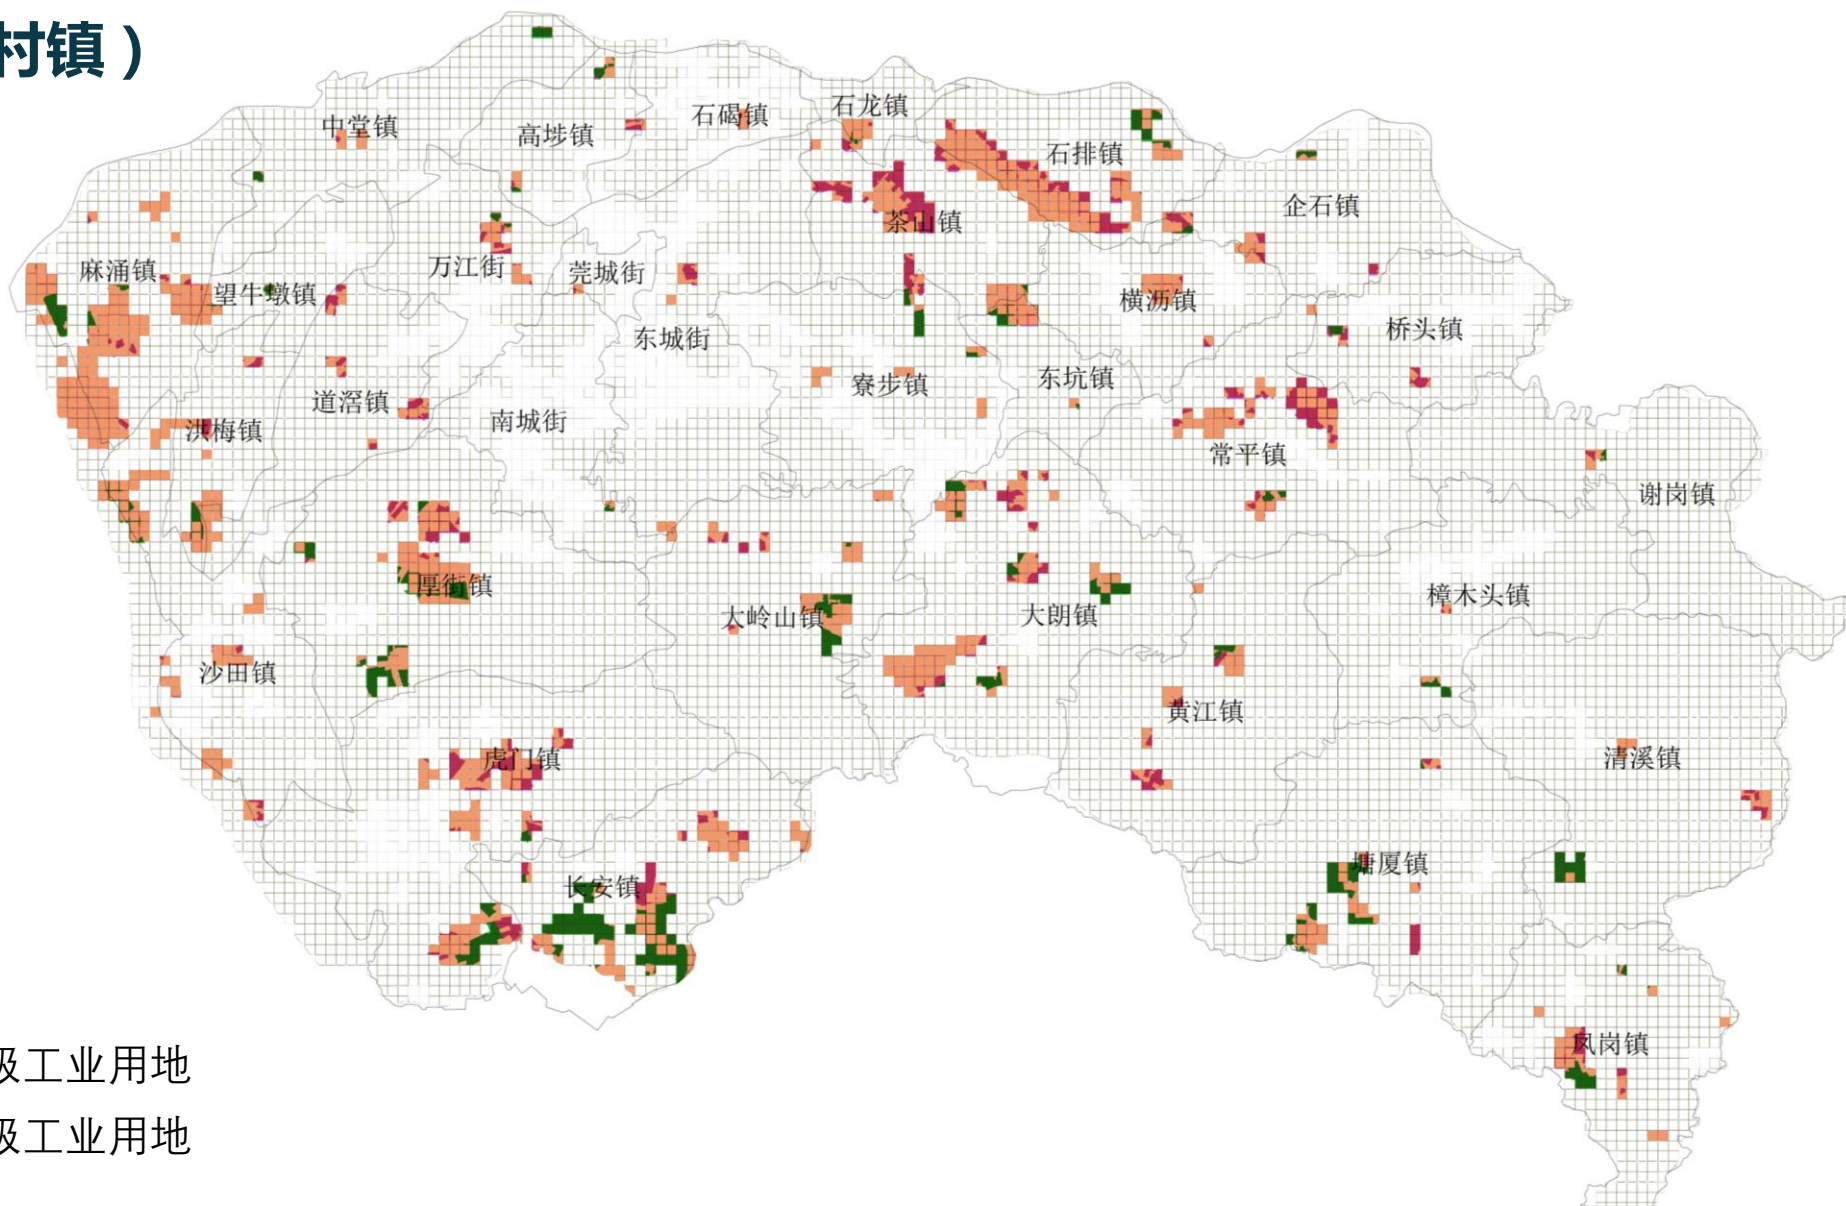 村镇）
石龙镇
石碣镇
中堂镇
高埗镇
石排镇
企石镇
茶山镇
麻涌镇
万江街
莞城街
望牛墩镇
横沥镇
桥头镇
东城街
东坑镇
寮步镇
道滘镇
南城街
洪梅镇
常平镇
谢岗镇
厚街镇
樟木头镇
大岭山镇
大朗镇
沙田镇
黄江镇
虎门镇
清溪镇
塘厦镇
长安镇
凤岗镇
级工业用地
级工业用地